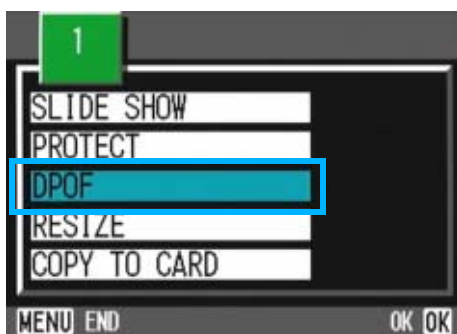 1
SLIDE SHOW
PROTECT
DPOF
RESIZE
COPY TO CARD
MENU END OK OK